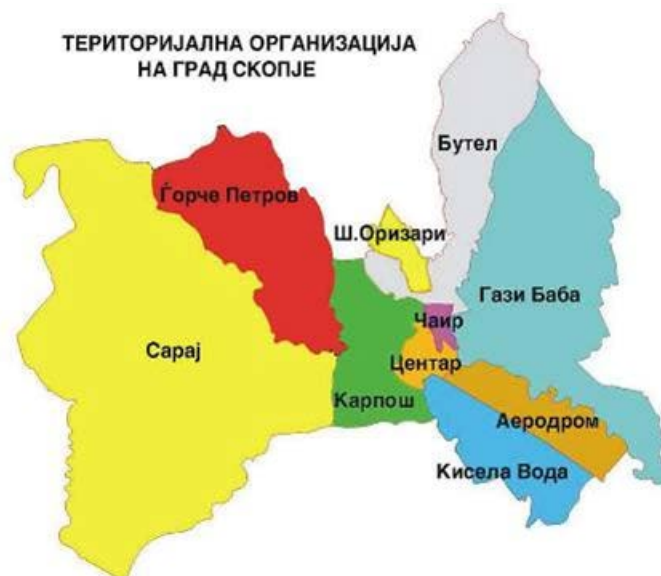 ТЕРИТОРИЈАЛНА ОРГАНИЗАЦИЈА
НА ГРАД СКОПЈЕ
Бутел
Ѓорче Петров
Ш.Оризари
Гази Баба
Чаир
Сарај
Центар
Карпош
Аеродром
Кисела Вода